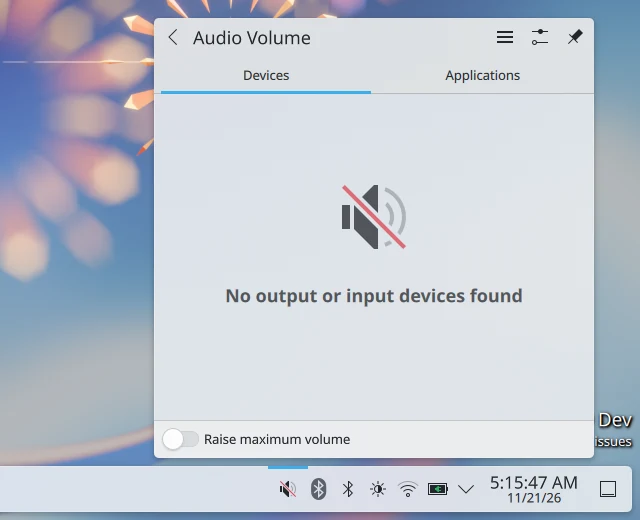 Audio Volume
Devices
Applications
No output or input devices found
Raise maximum volume
Dev
issues
5:15:47 AM
11/21/26